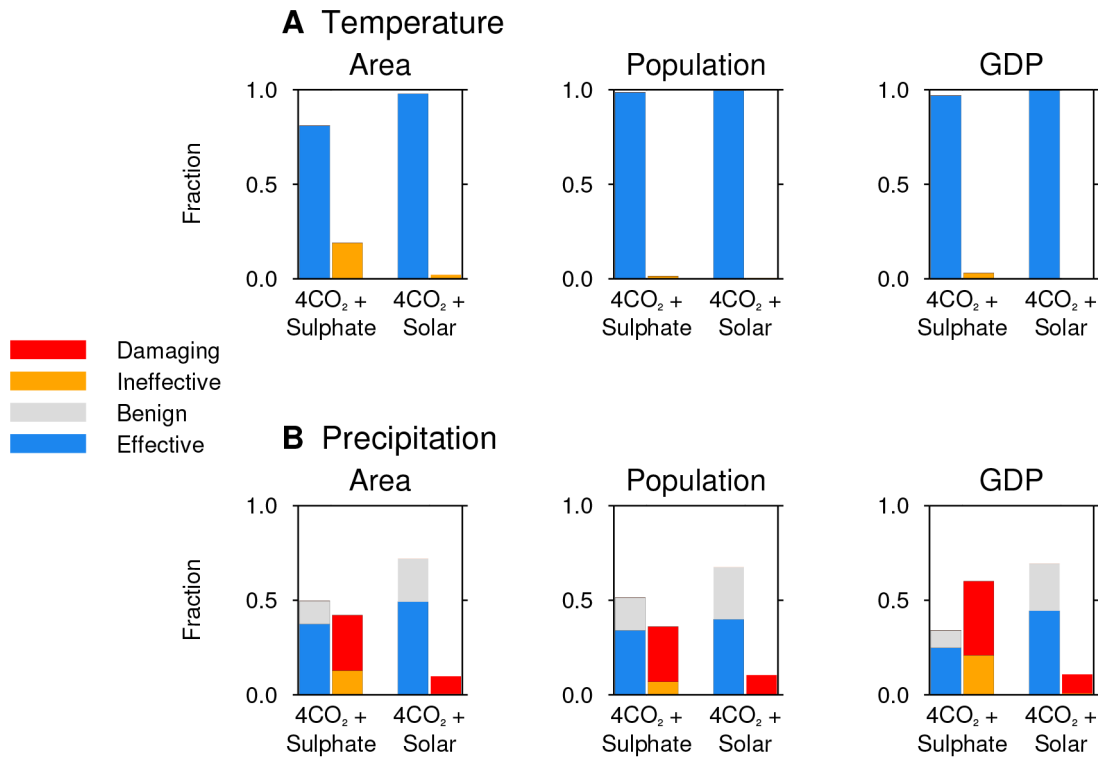 A Temperature
Area Population GDP
1.0 1.0 1.0
Fraction
0.5 0.5 0.5
0.0 0.0 0.0
4CO₂ + 4CO₂ + 4CO₂ + 4CO₂ + 4CO₂ + 4CO₂ +
Sulphate Solar Sulphate Solar Sulphate Solar
Damaging
Ineffective
Benign
Effective
B Precipitation
Area Population GDP
1.0 1.0 1.0
Fraction
0.5 0.5 0.5
0.0 0.0 0.0
4CO₂ + 4CO₂ + 4CO₂ + 4CO₂ + 4CO₂ + 4CO₂ +
Sulphate Solar Sulphate Solar Sulphate Solar